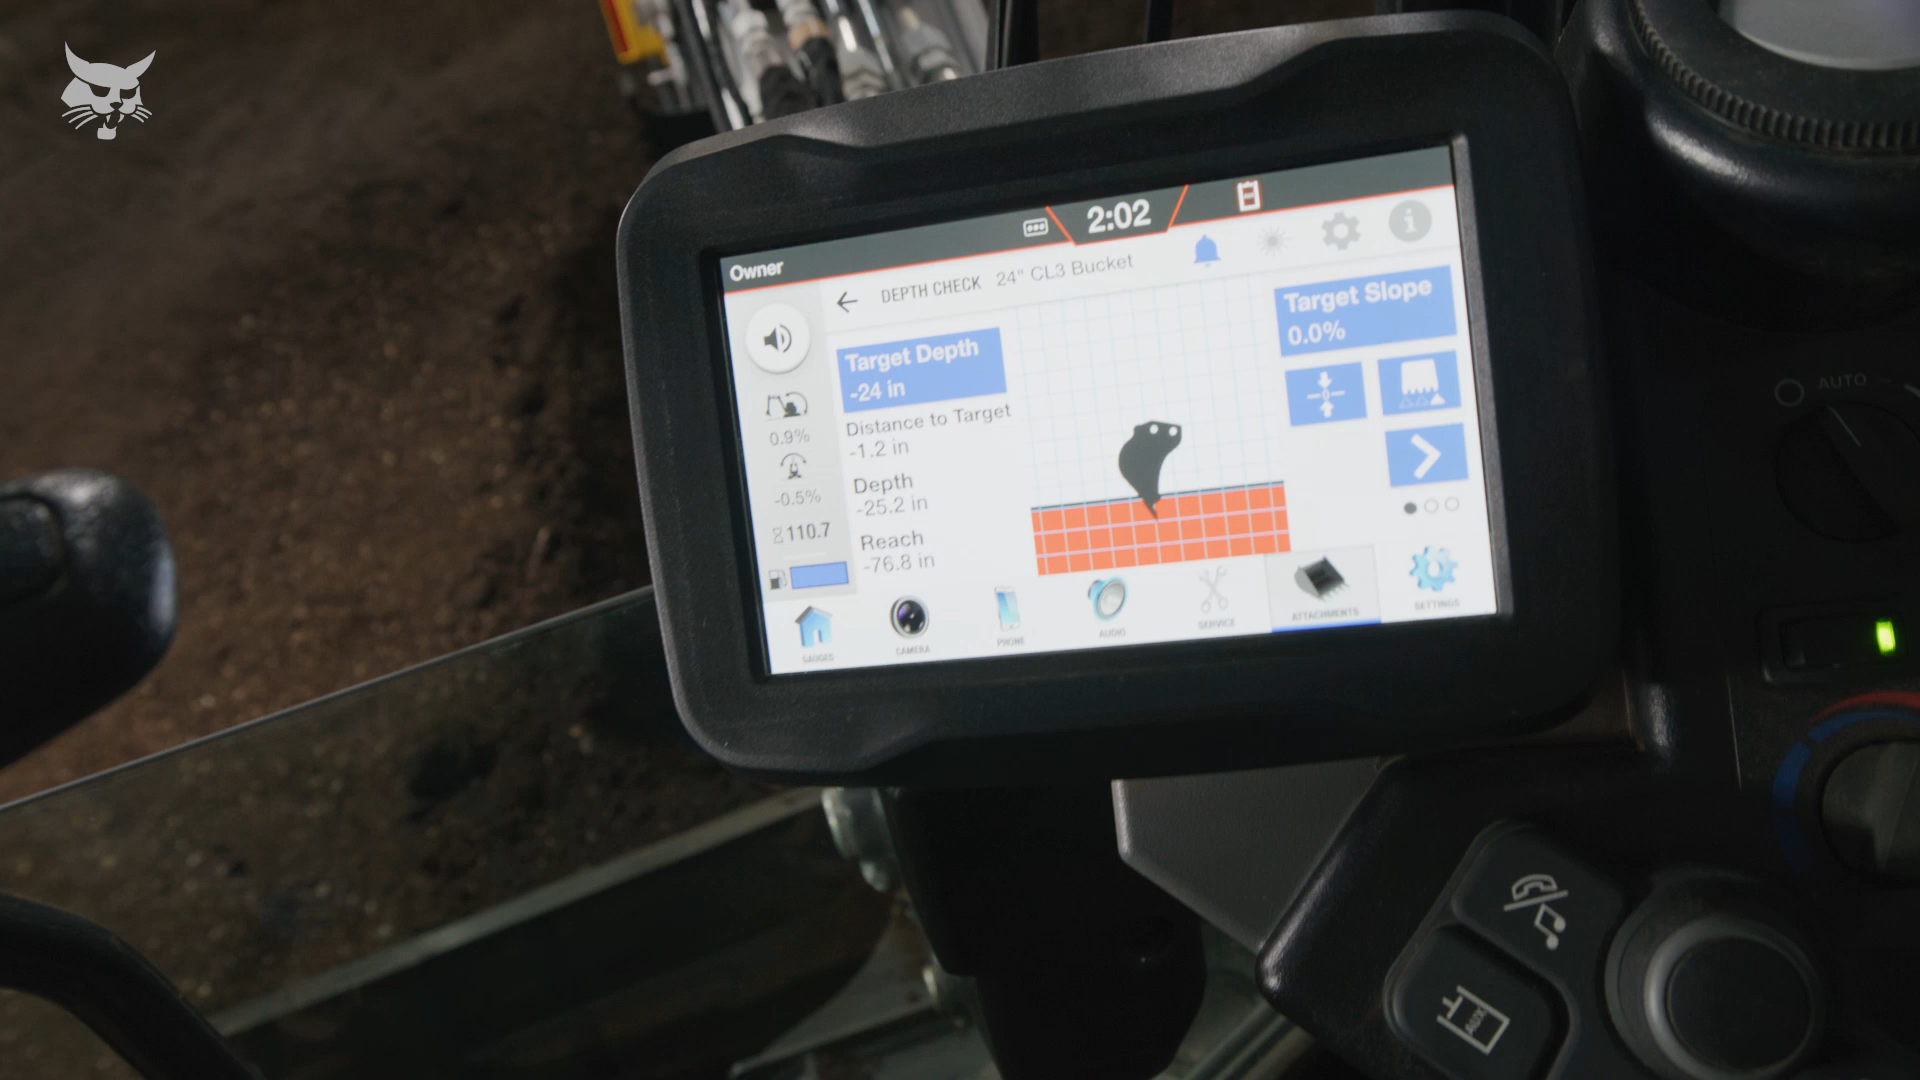 2:02
Owner
DEPTH CHECK 24" CL3 Bucket
Target Depth
-24 in
Distance to Target
-1.2 in
Depth
-25.2 in
Reach
-76.8 in
Target Slope
0.0%
0.9%
-0.5%
110.7
GAUGES
CAMERA
PHONE
AUDIO
SERVICE
ATTACHMENTS
SETTINGS
AUTO
AUX